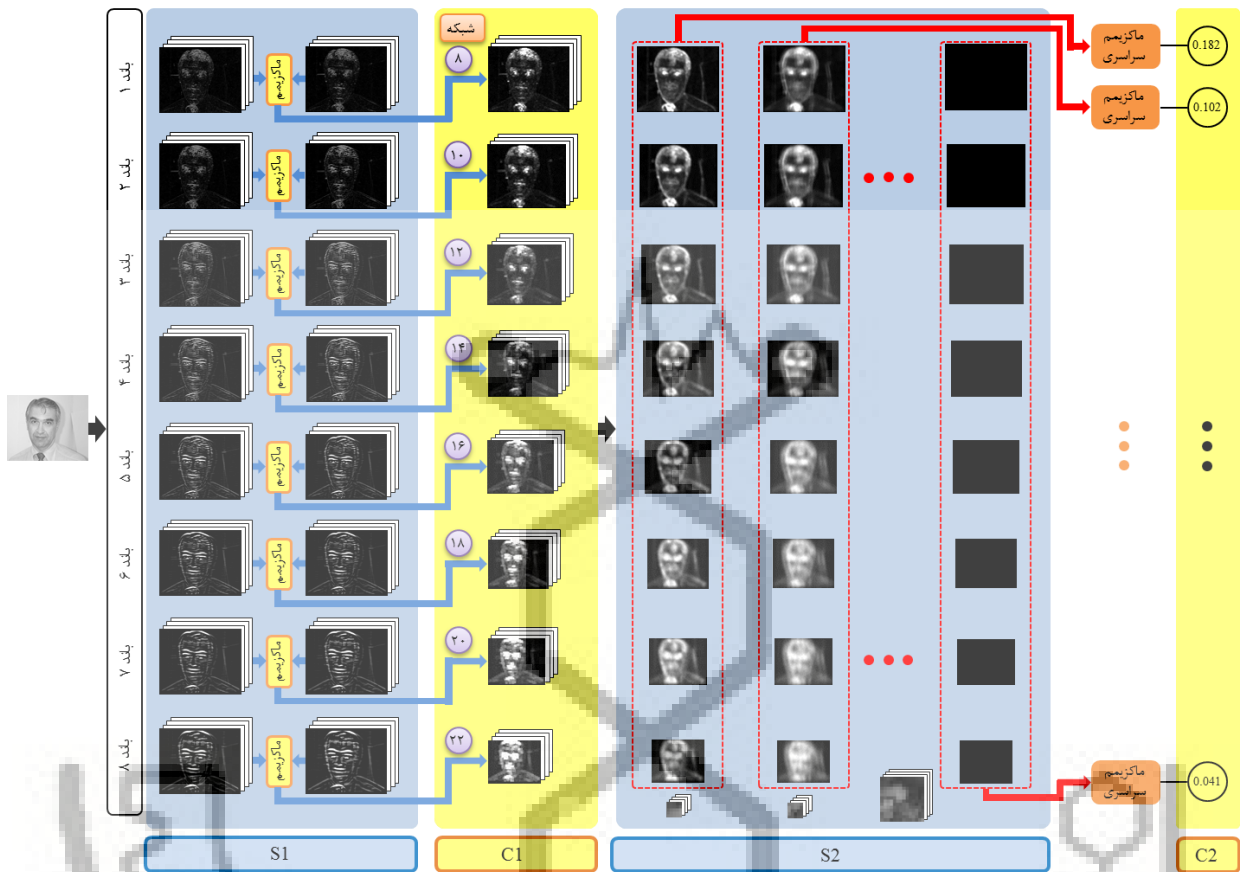 شبکه
باند ۱
ماکزیمم
۸
ماکزیمم
سراسری
0.182
ماکزیمم
سراسری
0.102
باند ۲
ماکزیمم
۱۰
باند ۳
ماکزیمم
۱۲
باند ۴
ماکزیمم
۱۴
باند ۵
ماکزیمم
۱۶
باند ۶
ماکزیمم
۱۸
باند ۷
ماکزیمم
۲۰
باند ۸
ماکزیمم
۲۲
ماکزیمم
سراسری
0.041
S1
C1
S2
C2